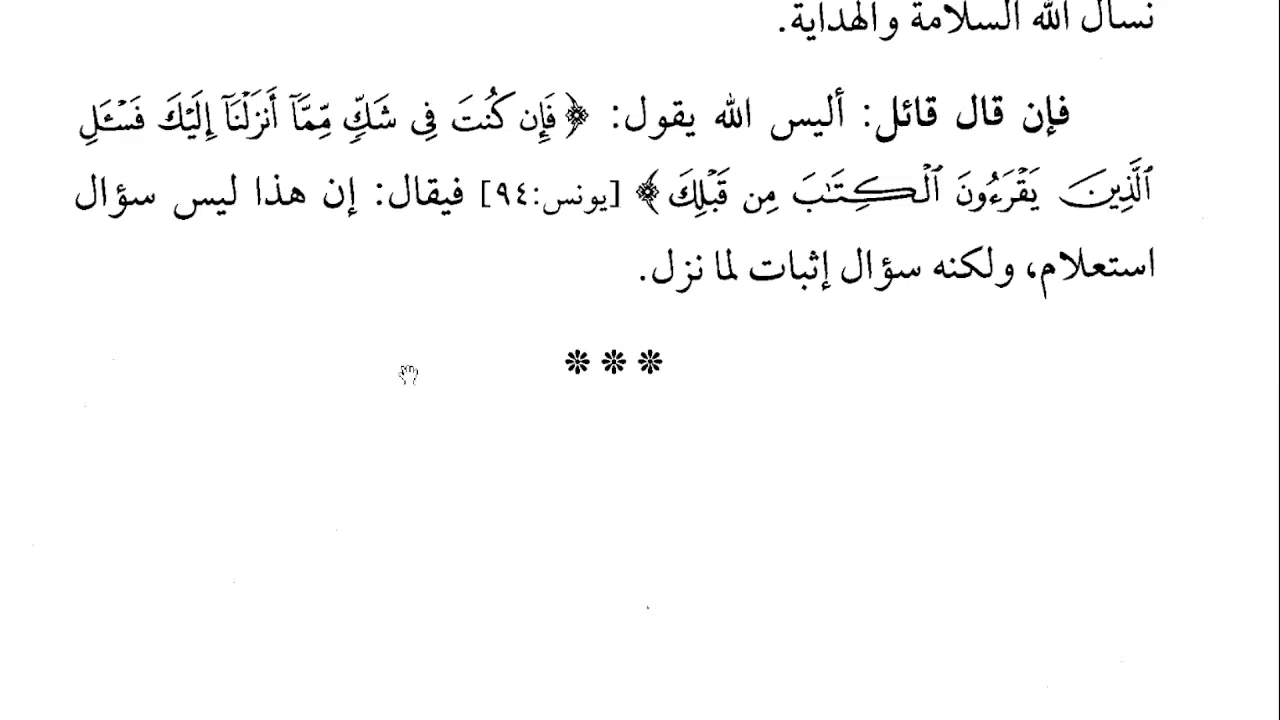 نسأل الله السلامة والهداية.
فإن قال قائل: أليس الله يقول: ﴿فَإِن كُنتَ فِى شَكٍّ مِّمَّآ أَنزَلْنَآ إِلَيْكَ فَسْـَٔلِ
ٱلَّذِينَ يَقْرَءُونَ ٱلْكِتَـٰبَ مِن قَبْلِكَ﴾ [يونس:٩٤] فيقال: إن هذا ليس سؤال
استعلام، ولكنه سؤال إثبات لما نزل.